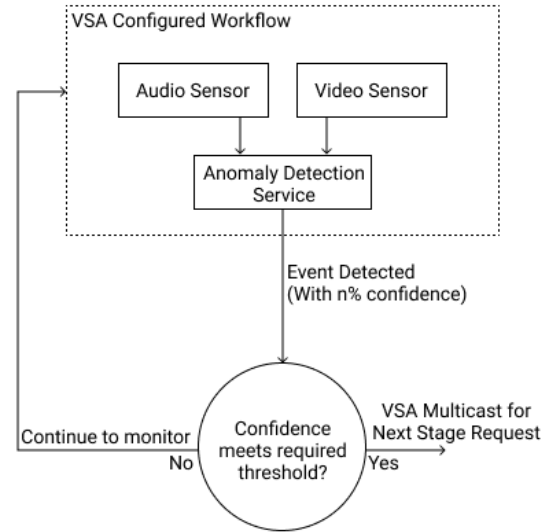 VSA Configured Workflow
Audio Sensor
Video Sensor
Anomaly Detection
Service
Event Detected
(With n% confidence)
Confidence
meets required
threshold?
Continue to monitor
No
VSA Multicast for
Next Stage Request
Yes